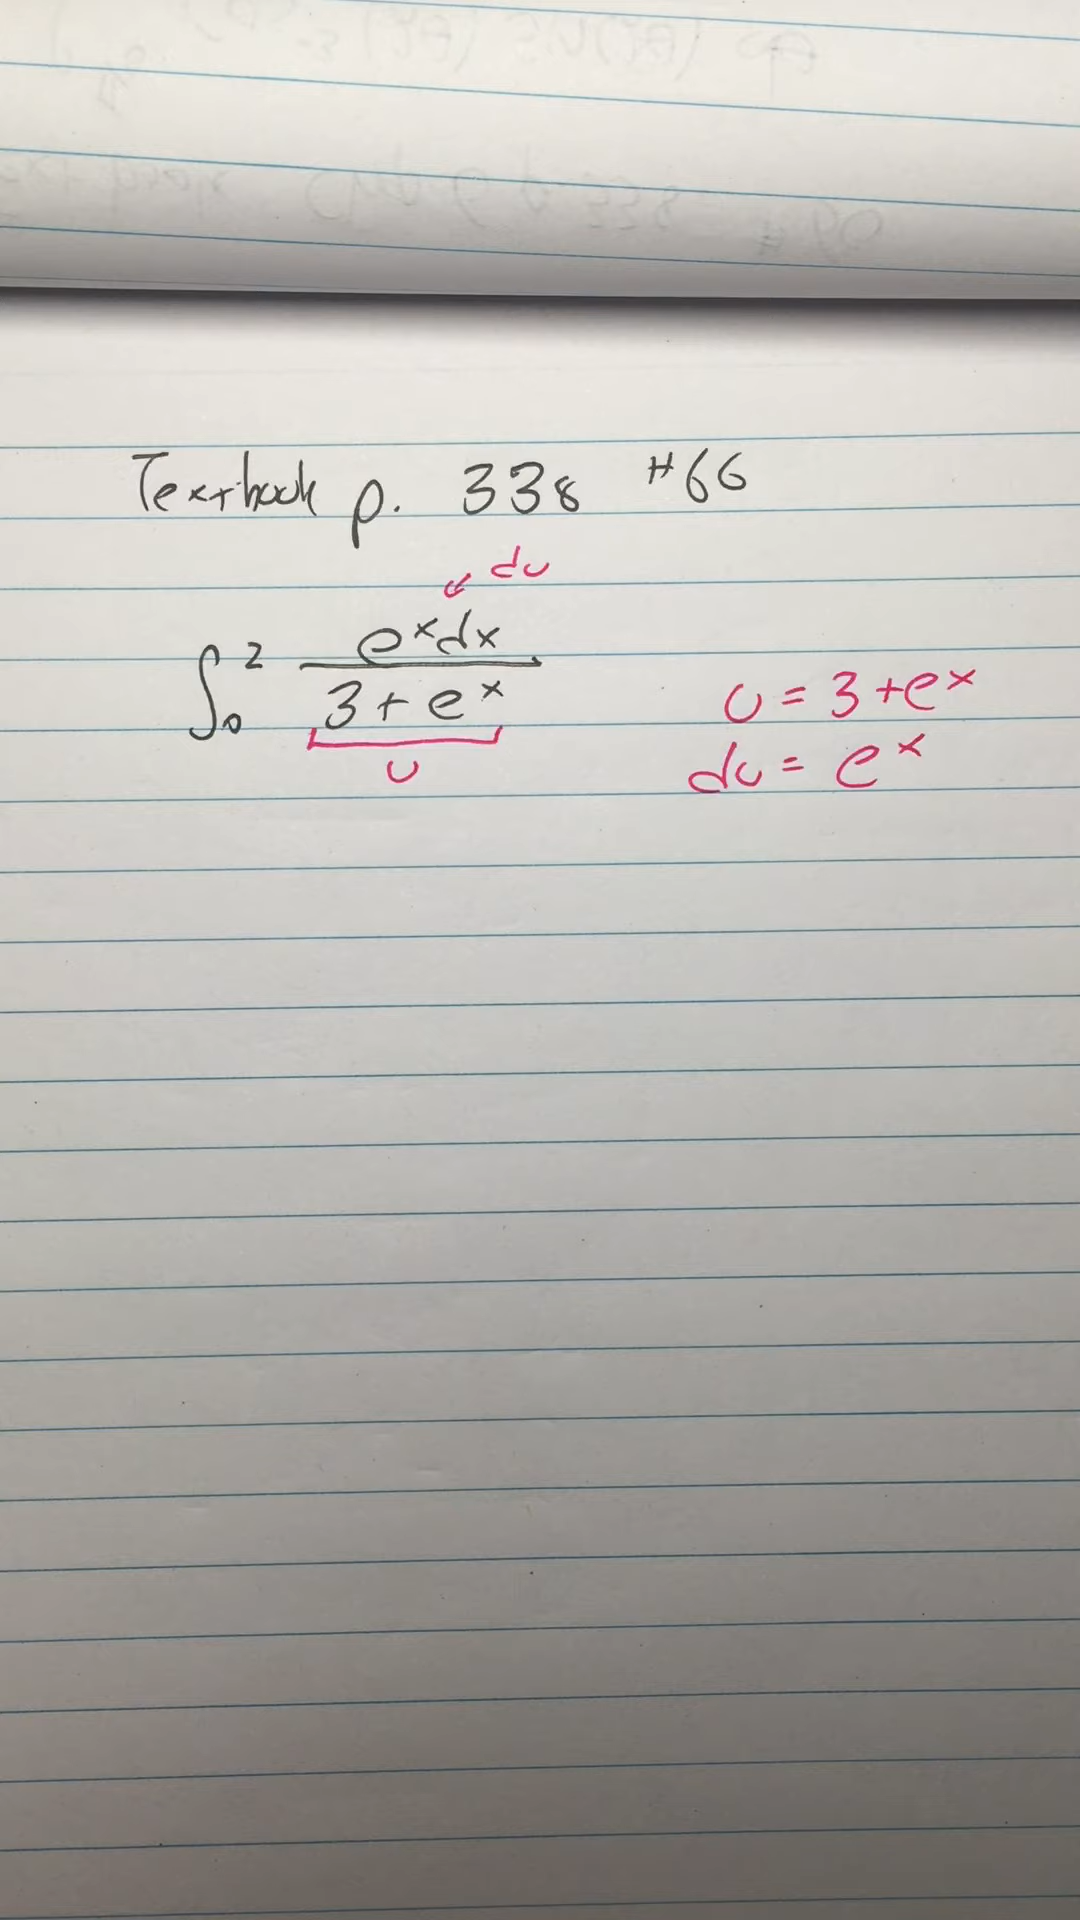 Textbook p. 338 #66
du
∫₀² eˣdx / 3 + eˣ
u
u = 3 + eˣ
du = eˣ